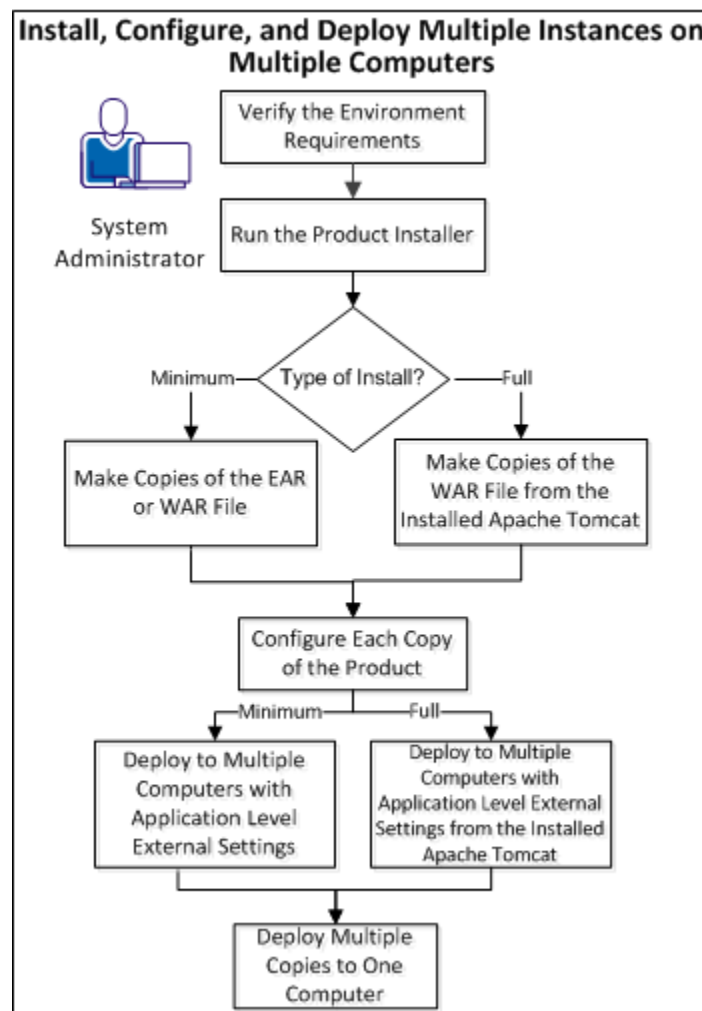 Install, Configure, and Deploy Multiple Instances on
Multiple Computers
Verify the Environment
Requirements
System
Administrator
Run the Product Installer
Type of Install?
Minimum
Full
Make Copies of the EAR
or WAR File
Make Copies of the
WAR File from the
Installed Apache Tomcat
Configure Each Copy
of the Product
Minimum
Full
Deploy to Multiple
Computers with
Application Level
External Settings
Deploy to Multiple
Computers with
Application Level External
Settings from the Installed
Apache Tomcat
Deploy Multiple
Copies to One
Computer